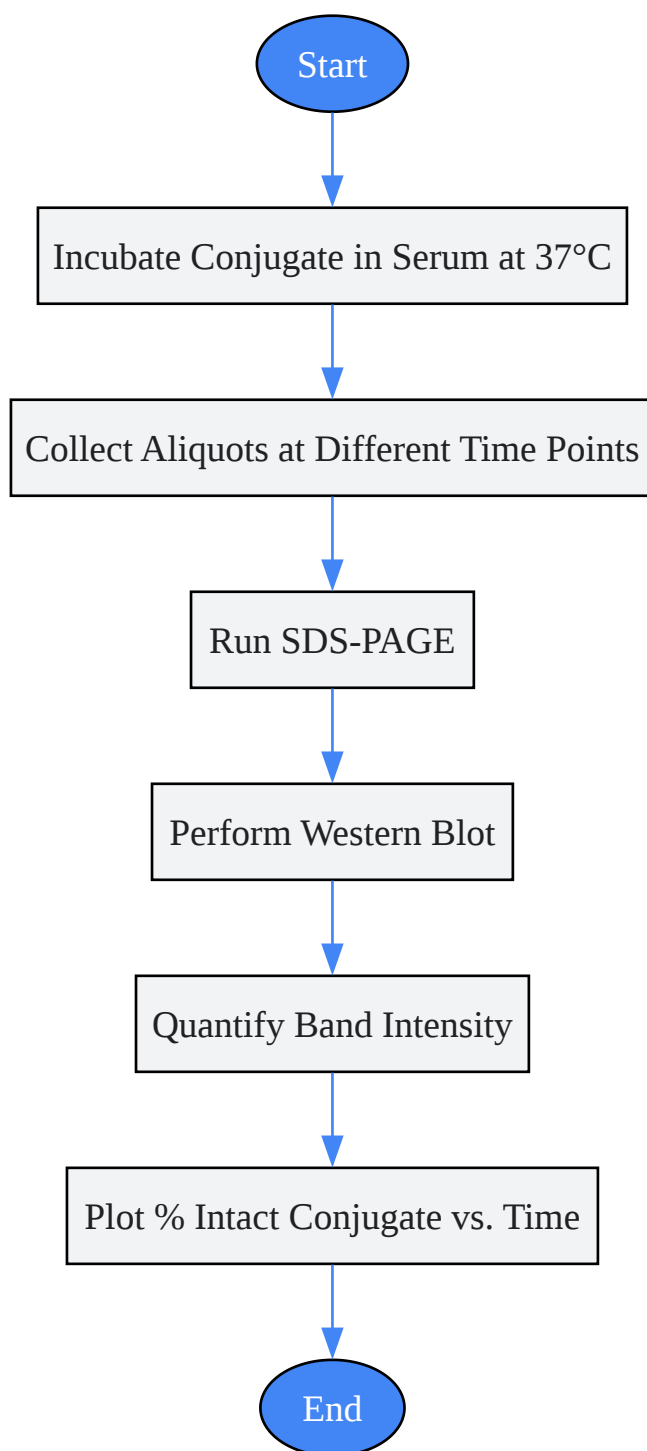 Start
Incubate Conjugate in Serum at 37°C
Collect Aliquots at Different Time Points
Run SDS-PAGE
Perform Western Blot
Quantify Band Intensity
Plot % Intact Conjugate vs. Time
End